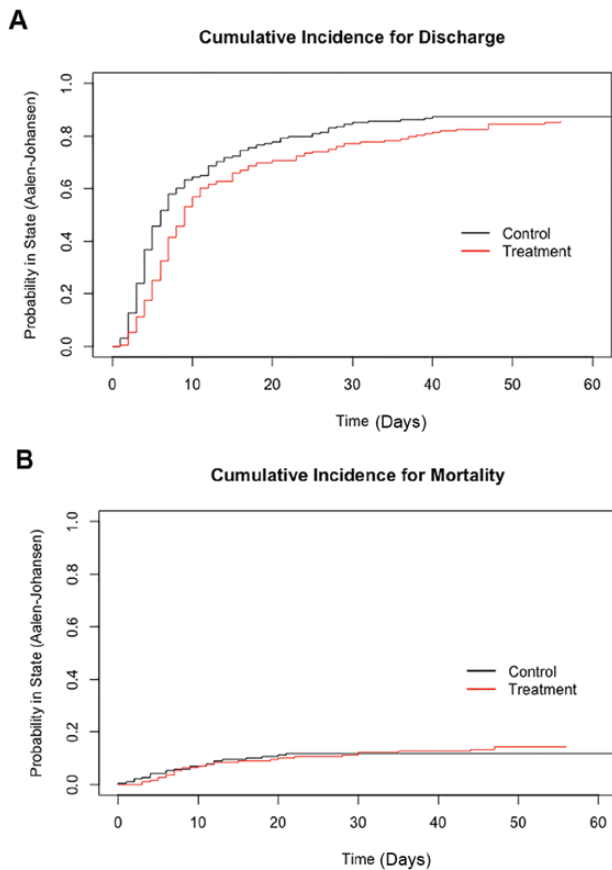 A
Cumulative Incidence for Discharge
Probability in State (Aalen-Johansen)
1.0
0.8
0.6
0.4
0.2
0.0
Control
Treatment
0 10 20 30 40 50 60
Time (Days)
B
Cumulative Incidence for Mortality
Probability in State (Aalen-Johansen)
1.0
0.8
0.6
0.4
0.2
0.0
Control
Treatment
0 10 20 30 40 50 60
Time (Days)